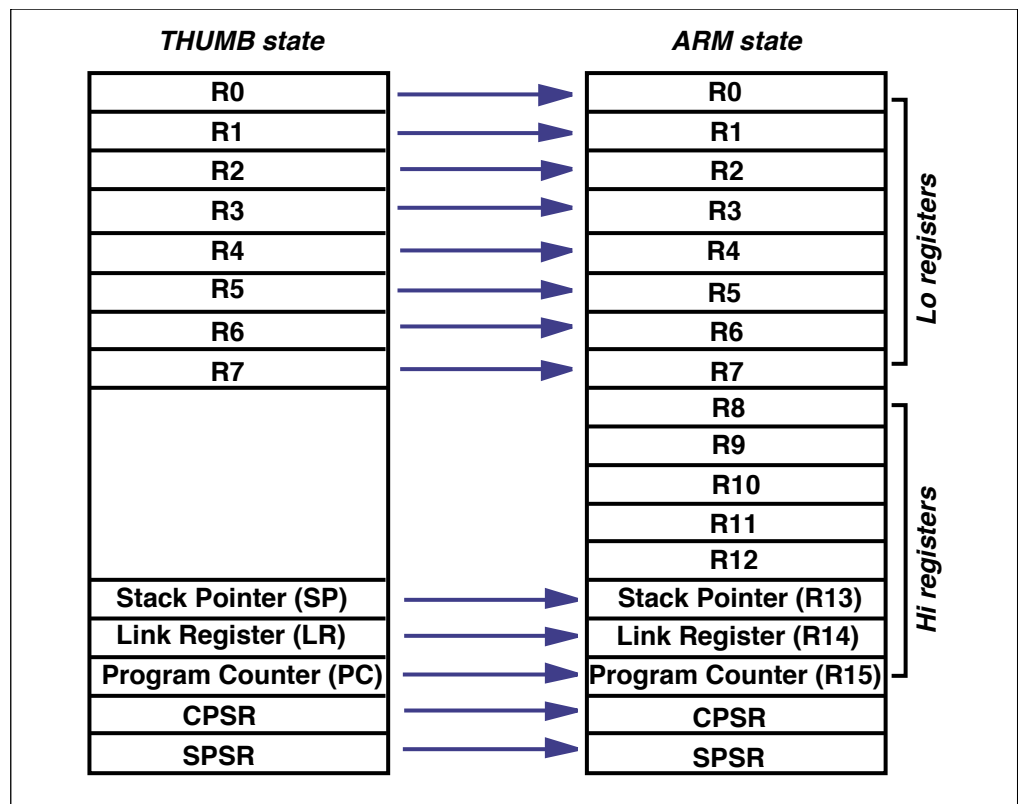 THUMB state
ARM state
R0
R0
R1
R1
R2
R2
R3
R3
R4
R4
R5
R5
R6
R6
R7
R7
Lo registers
R8
R9
R10
R11
R12
Stack Pointer (SP)
Stack Pointer (R13)
Link Register (LR)
Link Register (R14)
Program Counter (PC)
Program Counter (R15)
Hi registers
CPSR
CPSR
SPSR
SPSR